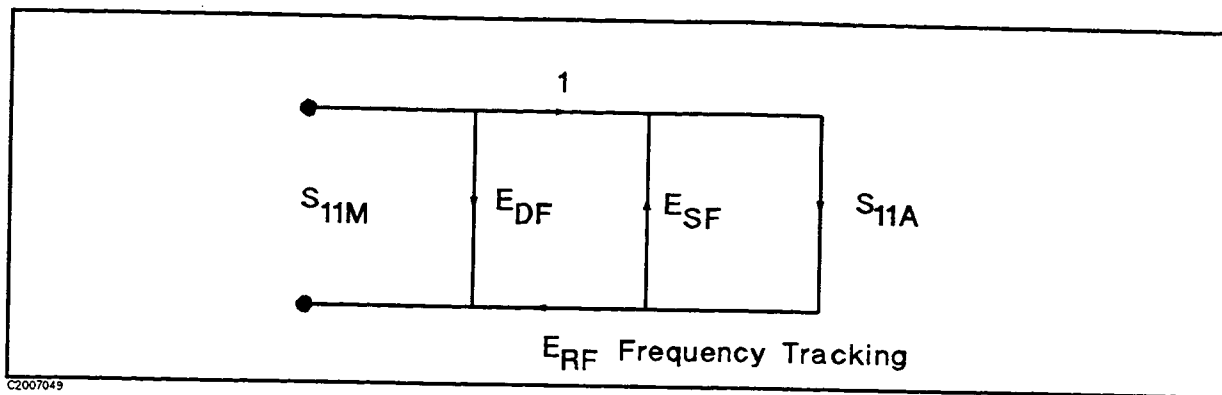 1
S11M
EDF
ESF
S11A
ERF Frequency Tracking
C2007049